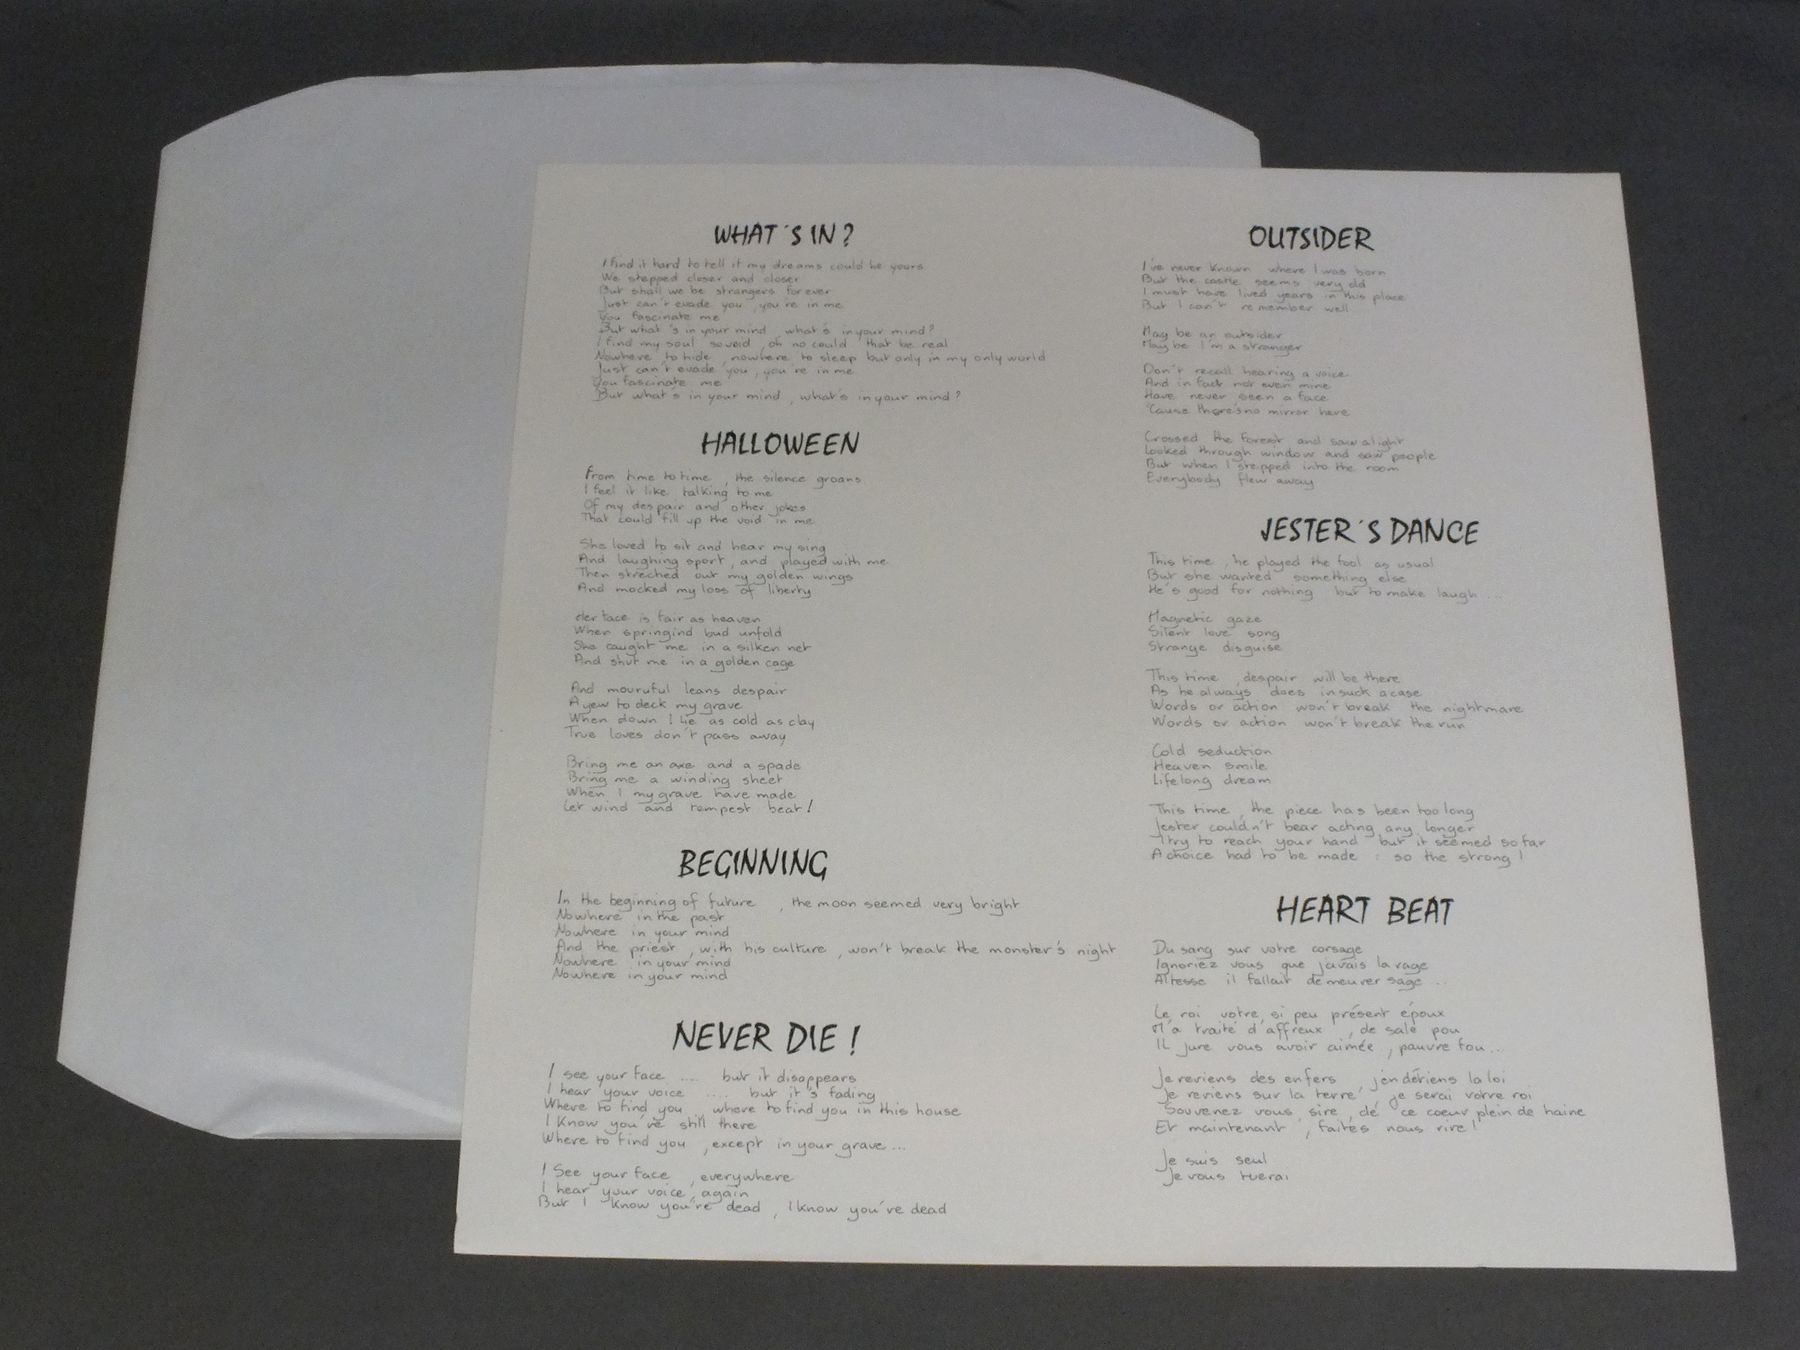 WHAT´S IN?
I find it hard to tell it my dreams could be yours
We stepped closer and closer
But shall we be strangers forever
Just can't evade you, you're in me
You fascinate me
But what's in your mind, what's in your mind?
I find my soul so void, oh no could that be real
Nowhere to hide, nowhere to sleep but only in my only world
Just can't evade you, you're in me
You fascinate me
But what's in your mind, what's in your mind?
HALLOWEEN
From time to time, the silence groans
I feel it like talking to me
Of my despair and other jokes
That could fill up the void in me
She loved to sit and hear my sing
And laughing sport, and played with me
Then streched out my golden wings
And mocked my loss of liberty
der face is fair as heaven
When springind bud unfold
She caught me in a silken net
And shut me in a golden cage
And mouruful leans despair
A yew to deck my grave
When down I lie as cold as clay
True loves don't pass away
Bring me an axe and a spade
Bring me a winding sheet
When I my grave have made
Let wind and tempest beat!
BEGINNING
In the beginning of future, the moon seemed very bright
Nowhere in the past
Nowhere in your mind
And the priest, with his culture, won't break the monster's night
Nowhere in your mind
Nowhere in your mind
NEVER DIE!
I see your face .... but it disappears
I hear your voice .... but it's fading
Where to find you, where to find you in this house
I know you're still there
Where to find you, except in your grave...
I See your face, everywhere
I hear your voice, again
But I know you're dead, I know you've dead
OUTSIDER
I've never known where I was born
But the castle seems very old
I must have lived years in this place
But I can't remember well
May be an outsider
May be I'm a stranger
Don't recall hearing a voice
And in fact not even mine
Have never seen a face
'Cause there's no mirror here
Crossed the forest and saw a light
Looked through window and saw people
But when I stepped into the room
Everybody flew away
JESTER´S DANCE
This time, he played the fool as usual
But she wanted something else
He's good for nothing but to make laugh ...
Magnetic gaze
Silent love song
Strange disguise
This time, despair will be there
As he always does in suck a case
Words or action won't break the nightmare
Words or action won't break the run
Cold seduction
Heaven smile
Lifelong dream
This time, the piece has been too long
Jester couldn't bear acting any longer
I try to reach your hand but it seemed so far
A choice had to be made : so the strong!
HEART BEAT
Du sang sur votre corsage
Ignoriez vous que j'avais la rage
Altesse il fallait demeurer sage ..
Le roi votre, si peu présent époux
M'a traité d'affreux, de sale pou
IL jure vous avoir aimée, pauvre fou...
Je reviens des enfers, j'en détiens la loi
Je reviens sur la terre, je serai votre roi
Souvenez vous sire, de ce coeur plein de haine
Et maintenant, faites nous rire!
Je suis seul
Je vous tuerai